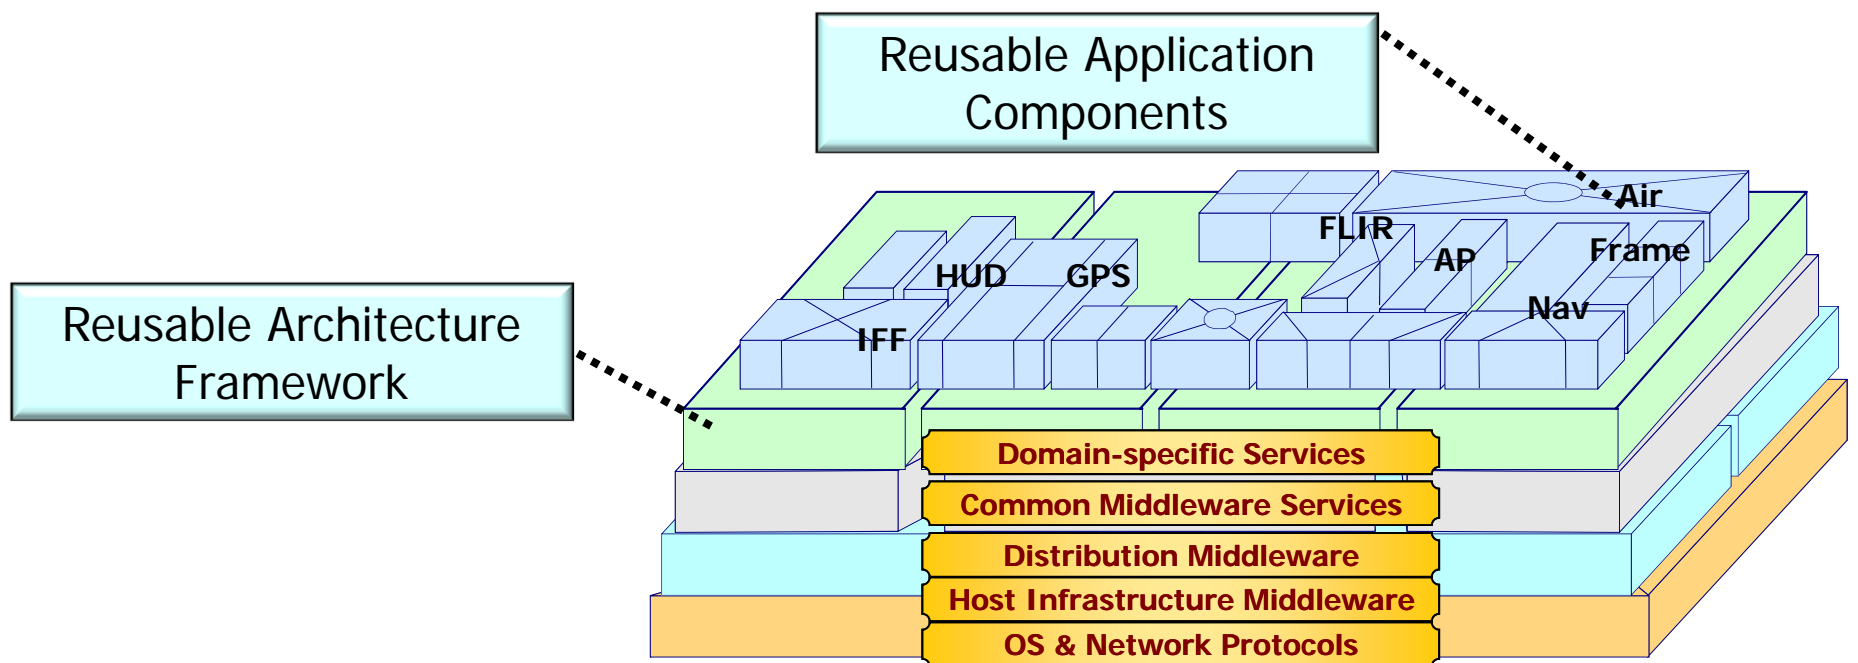 Reusable Application
Components
Air
FLIR
Frame
AP
HUD
GPS
Nav
IFF
Reusable Architecture
Framework
Domain-specific Services
Common Middleware Services
Distribution Middleware
Host Infrastructure Middleware
OS & Network Protocols